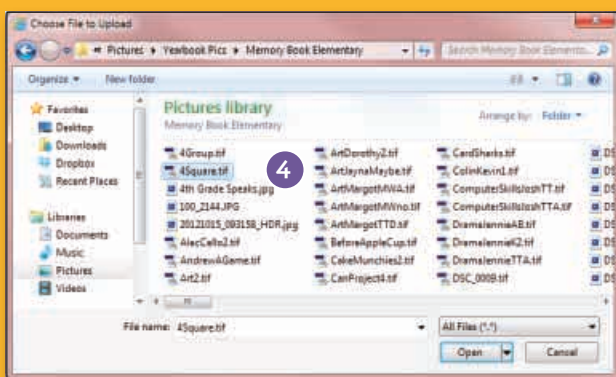 Choose File to Upload
Pictures Yearbook Pics Memory Book Elementary
Search Memory Book Elementa...
Organize New folder
Favorites
Desktop
Downloads
Dropbox
Recent Places
Libraries
Documents
Music
Pictures
Videos
Pictures library
Memory Book Elementary
Arrange by: Folder
4Group.tif
4Square.tif
4
4th Grade Speaks.jpg
100_2144.JPG
20121015_093158_HDR.jpg
AlecCello2.tif
AndrewAGame.tif
Art2.tif
ArtDorothy2.tif
ArtJaynaMaybe.tif
ArtMargotMWA.tif
ArtMargotMWno.tif
ArtMargotTTD.tif
BeforeAppleCup.tif
CakeMunchies2.tif
CanProject4.tif
CardSharks.tif
ColinKevin1.tif
ComputerSkillsJoshTT.tif
ComputerSkillsJoshTTA.tif
DramaJennieAB.tif
DramaJennieK2.tif
DramaJennieTTA.tif
DSC_0009.tif
File name: 4Square.tif
All Files (*.*)
Open
Cancel